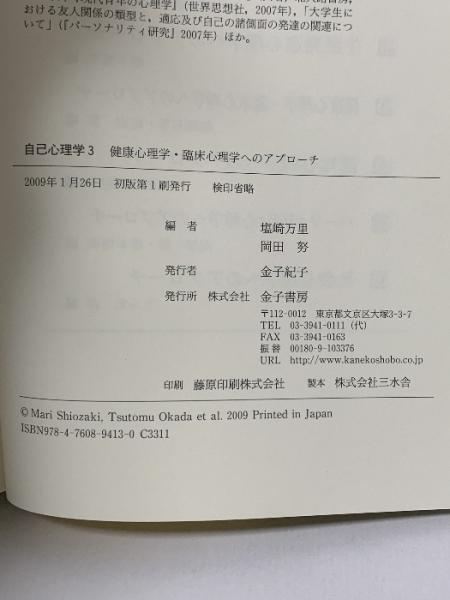 現代青年の心理学』(世界思想社, 2007年),「大学生に
おける友人関係の類型と, 適応及び自己の諸側面の発達の関連につ
いて」(『パーソナリティ研究』2007年) ほか。
自己心理学3 健康心理学・臨床心理学へのアプローチ
2009年1月26日 初版第1刷発行 検印省略
編者 塩崎万里
岡田 努
発行者 金子紀子
発行所 株式会社 金子書房
〒112-0012 東京都文京区大塚3-3-7
TEL 03-3941-0111 (代)
FAX 03-3941-0163
振替 00180-9-103376
URL http://www.kanekoshobo.co.jp
印刷 藤原印刷株式会社 製本 株式会社三水舎
© Mari Shiozaki, Tsutomu Okada et al. 2009 Printed in Japan
ISBN978-4-7608-9413-0 C3311